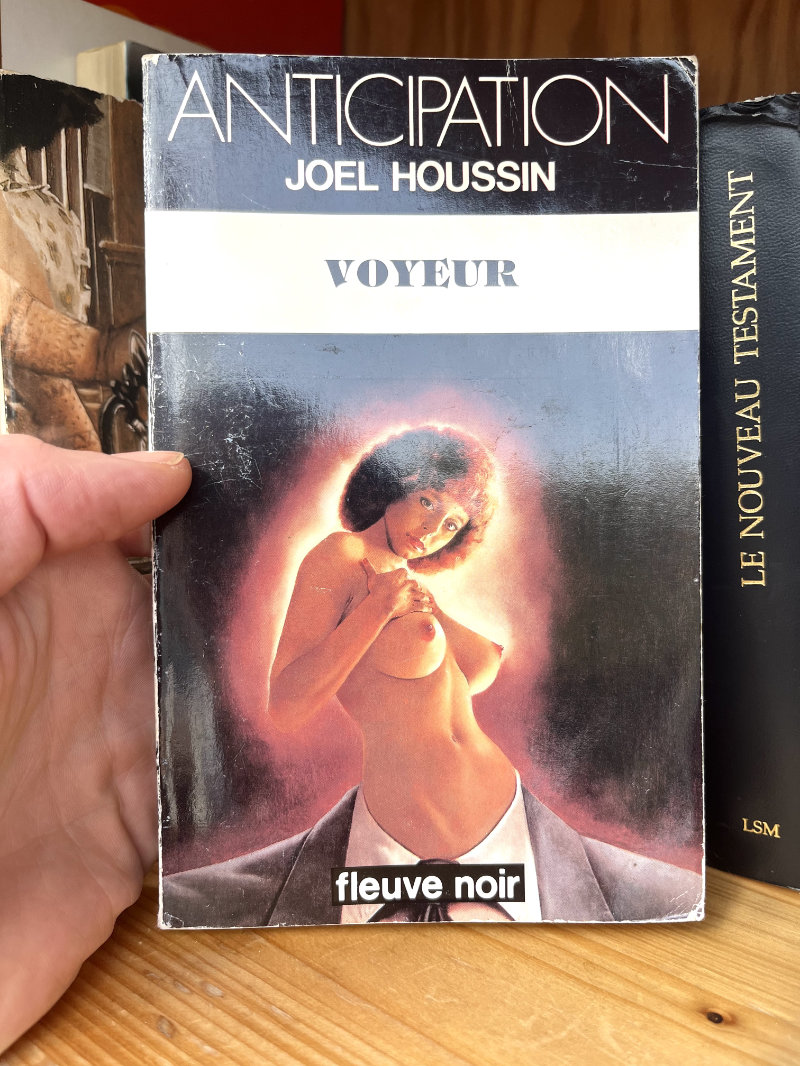 ANTICIPATION
JOEL HOUSSIN
VOYEUR
fleuve noir
LE NOUVEAU TESTAMENT
LSM